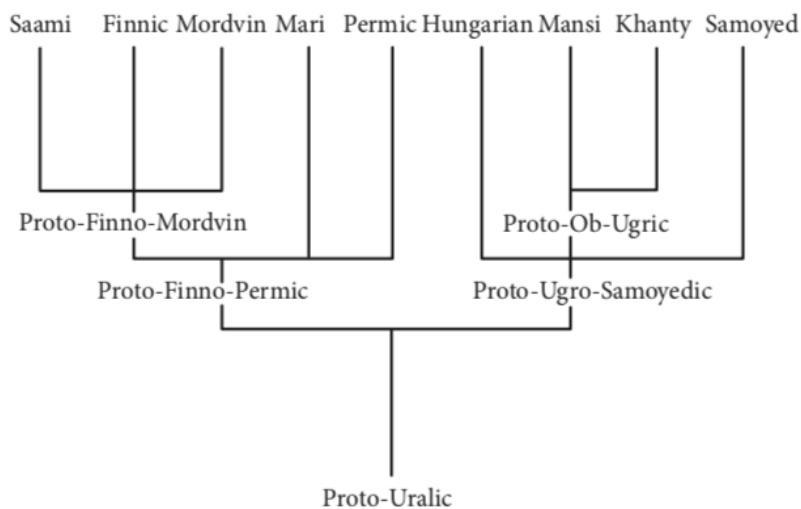 Saami Finnic Mordvin Mari Permic Hungarian Mansi Khanty Samoyed
Proto-Finno-Mordvin Proto-Ob-Ugric
Proto-Finno-Permic Proto-Ugro-Samoyedic
Proto-Uralic